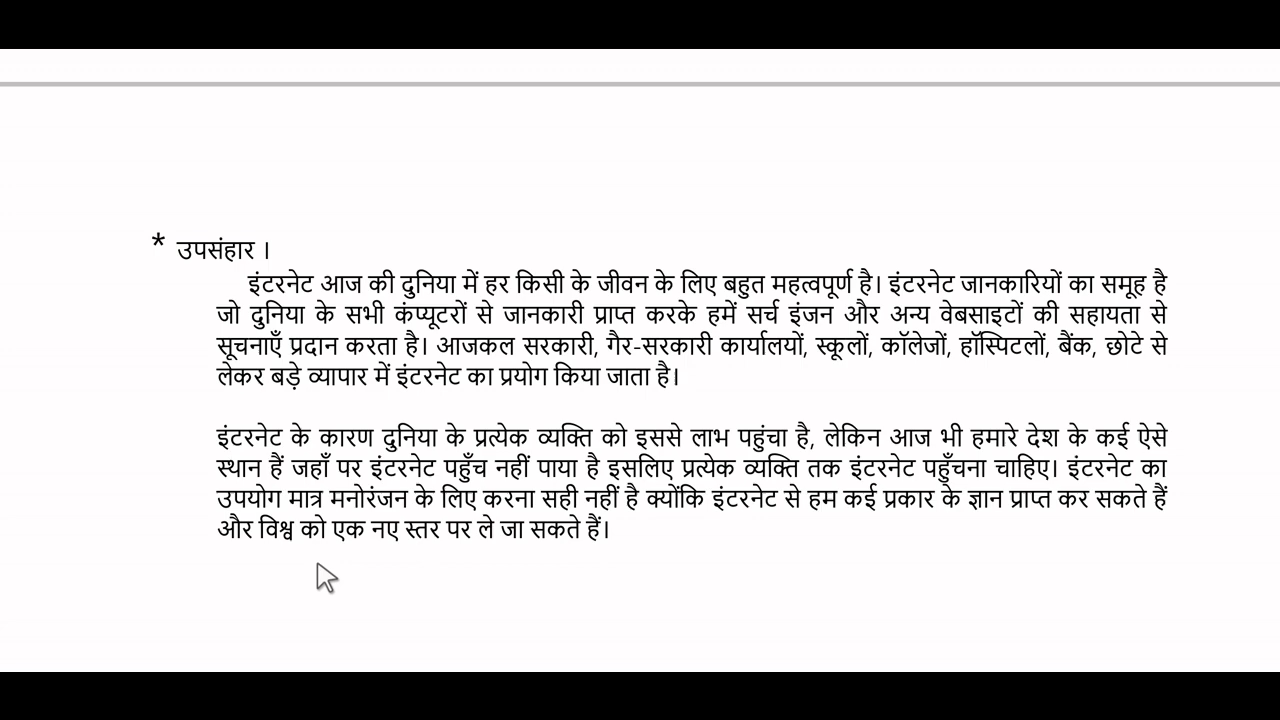 * उपसंहार ।
इंटरनेट आज की दुनिया में हर किसी के जीवन के लिए बहुत महत्वपूर्ण है। इंटरनेट जानकारियों का समूह है
जो दुनिया के सभी कंप्यूटरों से जानकारी प्राप्त करके हमें सर्च इंजन और अन्य वेबसाइटों की सहायता से
सूचनाएँ प्रदान करता है। आजकल सरकारी, गैर-सरकारी कार्यालयों, स्कूलों, कॉलेजों, हॉस्पिटलों, बैंक, छोटे से
लेकर बड़े व्यापार में इंटरनेट का प्रयोग किया जाता है।
इंटरनेट के कारण दुनिया के प्रत्येक व्यक्ति को इससे लाभ पहुंचा है, लेकिन आज भी हमारे देश के कई ऐसे
स्थान हैं जहाँ पर इंटरनेट पहुँच नहीं पाया है इसलिए प्रत्येक व्यक्ति तक इंटरनेट पहुँचना चाहिए। इंटरनेट का
उपयोग मात्र मनोरंजन के लिए करना सही नहीं है क्योंकि इंटरनेट से हम कई प्रकार के ज्ञान प्राप्त कर सकते हैं
और विश्व को एक नए स्तर पर ले जा सकते हैं।